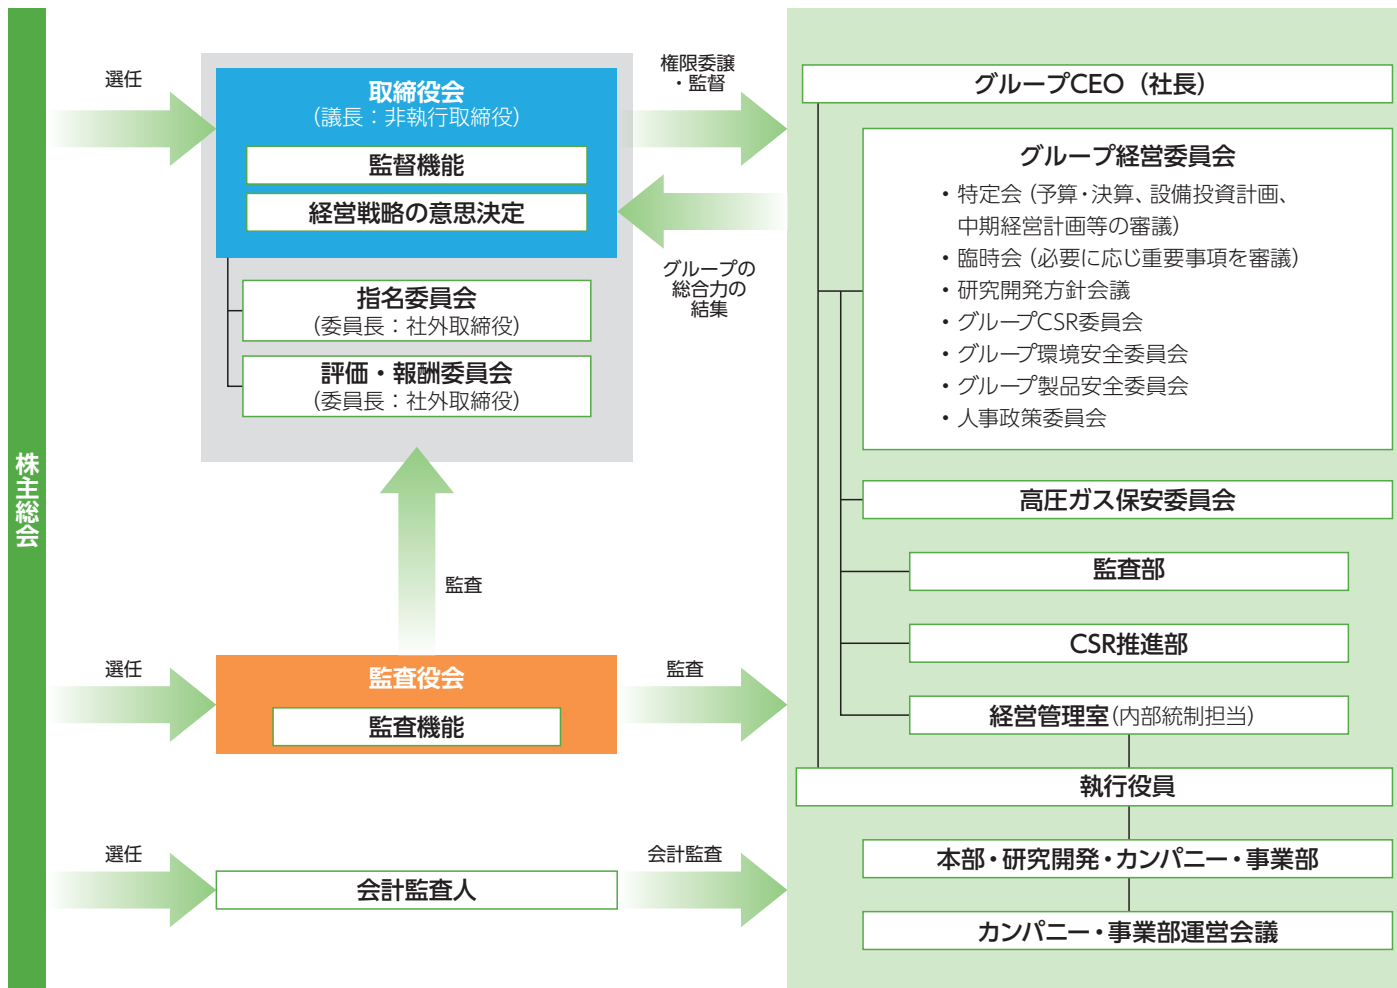 株主総会
選任
取締役会
(議長：非執行取締役)
監督機能
経営戦略の意思決定
指名委員会
(委員長：社外取締役)
評価・報酬委員会
(委員長：社外取締役)
権限委譲
・監督
グループの
総合力の
結集
監査
選任
監査役会
監査機能
監査
選任
会計監査人
会計監査
グループCEO（社長）
グループ経営委員会
・特定会（予算・決算、設備投資計画、
中期経営計画等の審議）
・臨時会（必要に応じ重要事項を審議）
・研究開発方針会議
・グループCSR委員会
・グループ環境安全委員会
・グループ製品安全委員会
・人事政策委員会
高圧ガス保安委員会
監査部
CSR推進部
経営管理室(内部統制担当)
執行役員
本部・研究開発・カンパニー・事業部
カンパニー・事業部運営会議